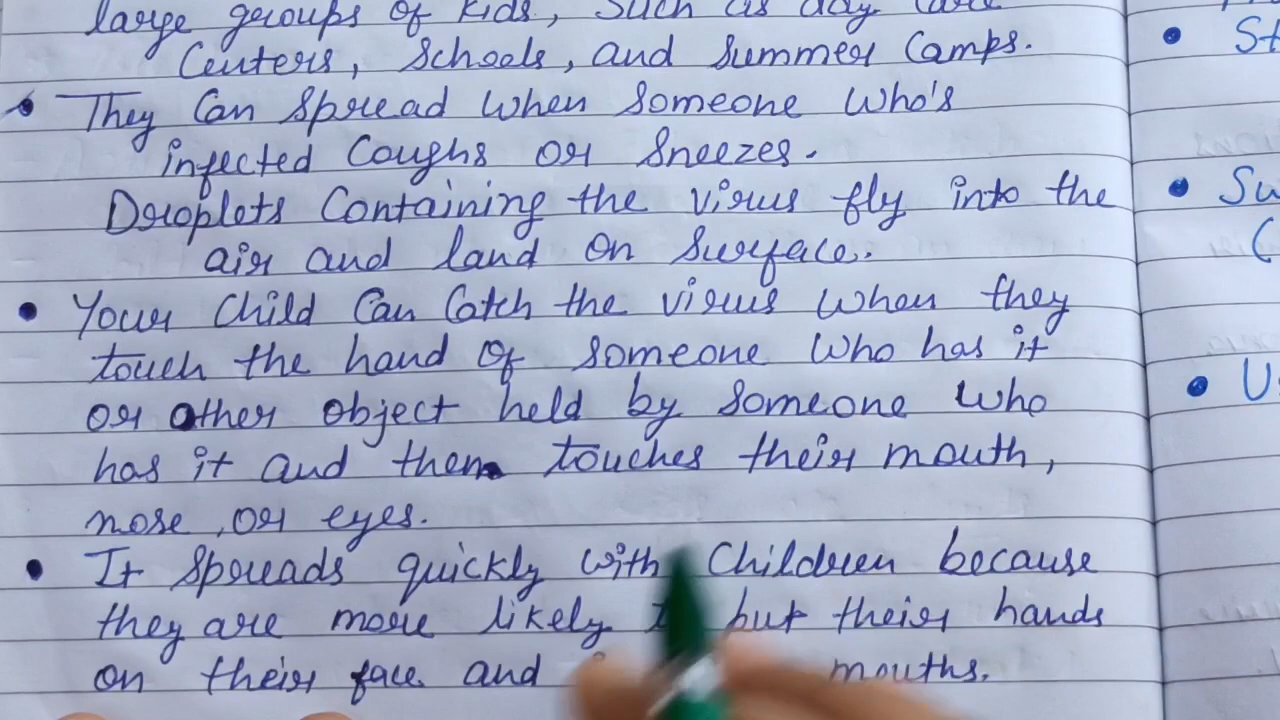 large groups of kids, such as day care
Centers, Schools, and Summer Camps.
They Can Spread when Someone who's
infected Coughs or Sneezes.
Droplets Containing the virus fly into the
air and land on Surface.
Your Child Can Catch the virus when they
touch the hand of Someone who has it
or other object held by Someone who
has it and then touches their mouth,
nose, or eyes.
It Spreads quickly with Children because
they are more likely but their hands
on their face and mouths.
St
Su
(
U